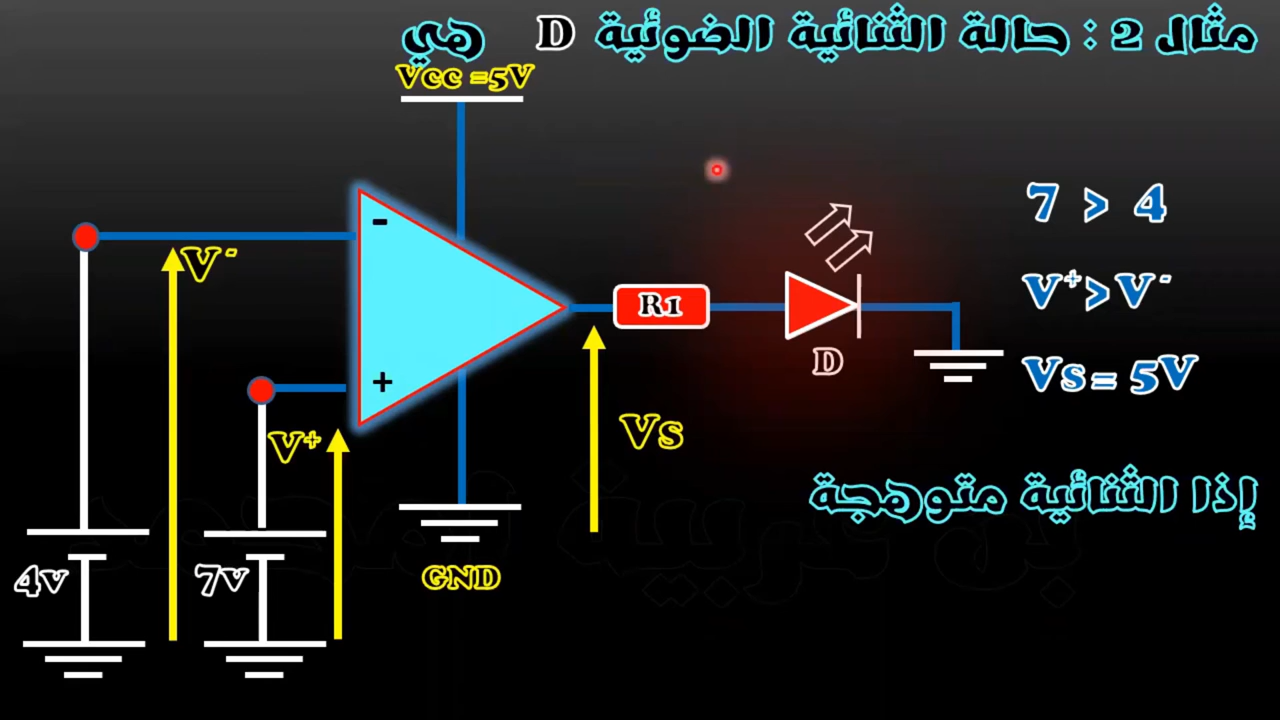 مثال 2 : حالة الثنائية الضوئية D هي
Vcc =5V
-
V-
7 > 4
V+>V-
Vs= 5V
R1
D
+
V+
Vs
إذا الثنائية متوهجة
4v
7v
GND